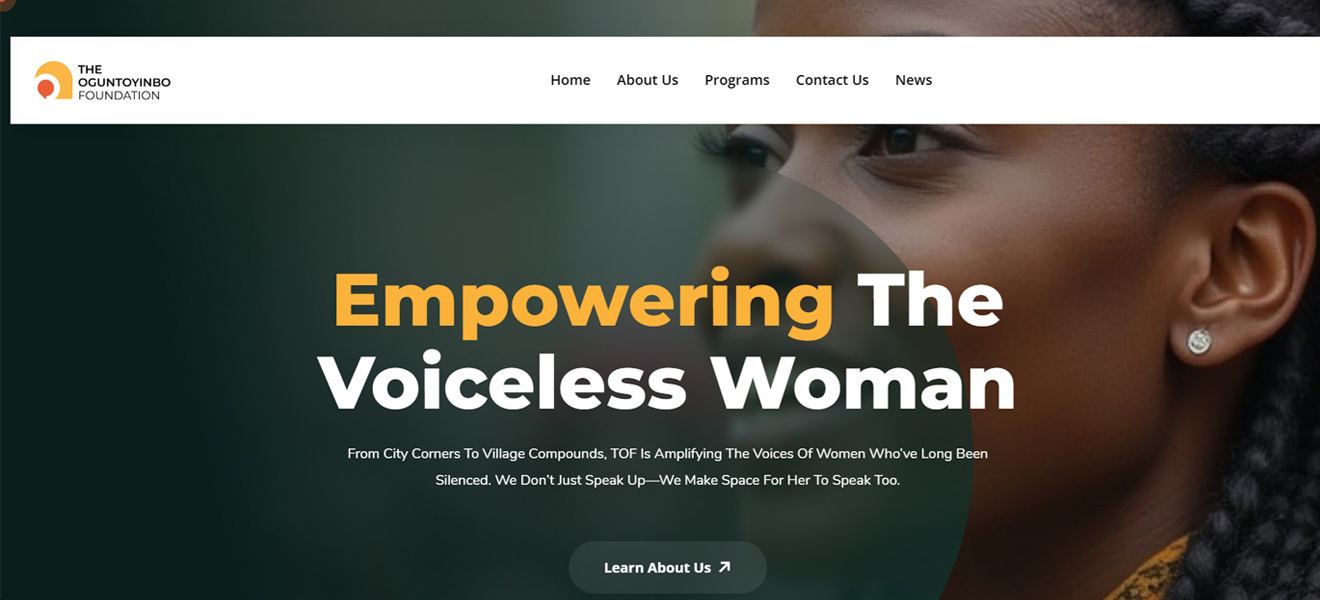 THE
OGUNTOYINBO
FOUNDATION
Home About Us Programs Contact Us News
Empowering The
Voiceless Woman
From City Corners To Village Compounds, TOF Is Amplifying The Voices Of Women Who’ve Long Been
Silenced. We Don’t Just Speak Up—We Make Space For Her To Speak Too.
Learn About Us